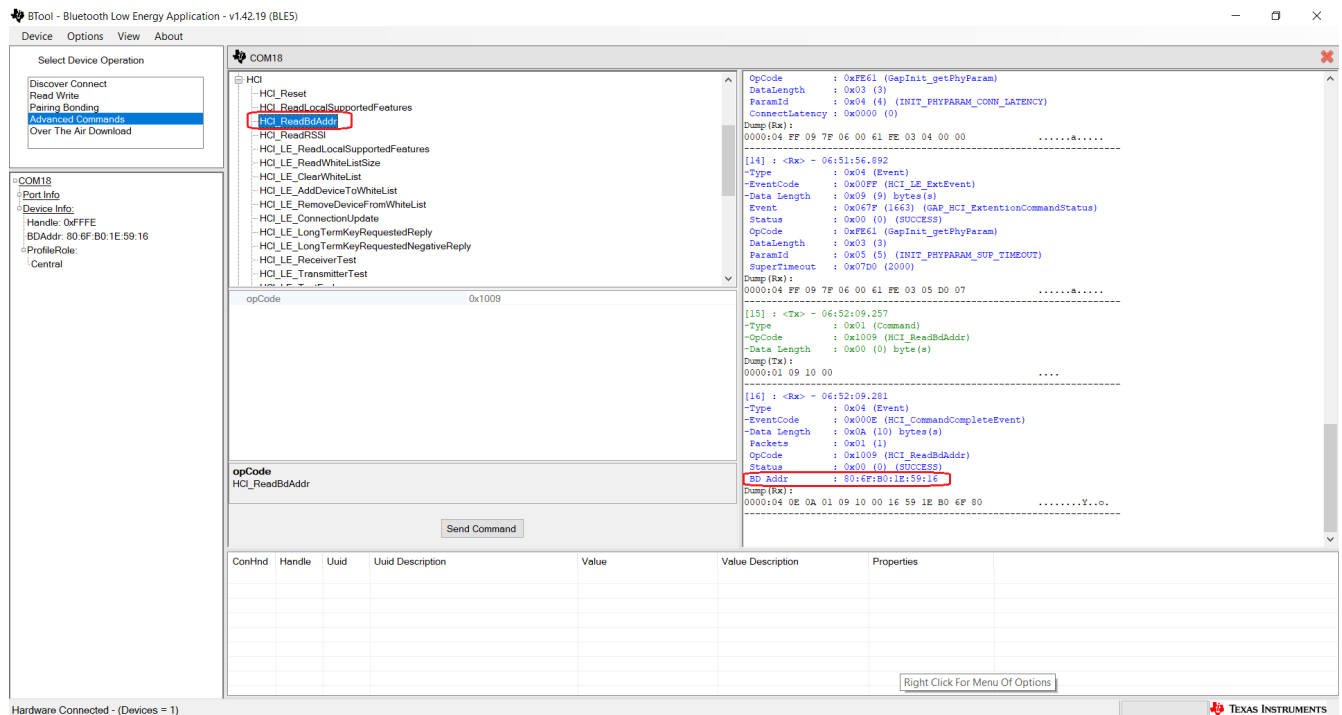 BTool - Bluetooth Low Energy Application - v1.42.19 (BLE5)
Device Options View About
Select Device Operation
Discover Connect
Read Write
Pairing Bonding
Advanced Commands
Over The Air Download
COM18
Port Info
Device Info:
Handle: 0xFFFE
BDAddr: 80:6F:B0:1E:59:16
ProfileRole:
Central
COM18
HCI
HCI_Reset
HCI_ReadLocalSupportedFeatures
HCI_ReadBdAddr
HCI_ReadRSSI
HCI_LE_ReadLocalSupportedFeatures
HCI_LE_ReadWhiteListSize
HCI_LE_ClearWhiteList
HCI_LE_AddDeviceToWhiteList
HCI_LE_RemoveDeviceFromWhiteList
HCI_LE_ConnectionUpdate
HCI_LE_LongTermKeyRequestedReply
HCI_LE_LongTermKeyRequestedNegativeReply
HCI_LE_ReceiverTest
HCI_LE_TransmitterTest
opCode 0x1009
opCode
HCI_ReadBdAddr
Send Command
OpCode : 0xFE61 (GapInit_getPhyParam)
DataLength : 0x03 (3)
ParamId : 0x04 (4) (INIT_PHYPARAM_CONN_LATENCY)
ConnectLatency : 0x0000 (0)
Dump(Rx):
0000:04 FF 09 7F 06 00 61 FE 03 04 00 00 ......a.....
------------------------------------------------------------------------
[14] : <Rx> - 06:51:56.892
-Type : 0x04 (Event)
-EventCode : 0x00FF (HCI_LE_ExtEvent)
-Data Length : 0x09 (9) bytes(s)
Event : 0x067F (1663) (GAP_HCI_ExtentionCommandStatus)
Status : 0x00 (0) (SUCCESS)
OpCode : 0xFE61 (GapInit_getPhyParam)
DataLength : 0x03 (3)
ParamId : 0x05 (5) (INIT_PHYPARAM_SUP_TIMEOUT)
SuperTimeout : 0x07D0 (2000)
Dump(Rx):
0000:04 FF 09 7F 06 00 61 FE 03 05 D0 07 ......a.....
------------------------------------------------------------------------
[15] : <Tx> - 06:52:09.257
-Type : 0x01 (Command)
-OpCode : 0x1009 (HCI_ReadBdAddr)
-Data Length : 0x00 (0) byte(s)
Dump(Tx):
0000:01 09 10 00 ....
------------------------------------------------------------------------
[16] : <Rx> - 06:52:09.281
-Type : 0x04 (Event)
-EventCode : 0x000E (HCI_CommandCompleteEvent)
-Data Length : 0x0A (10) bytes(s)
Packets : 0x01 (1)
OpCode : 0x1009 (HCI_ReadBdAddr)
Status : 0x00 (0) (SUCCESS)
BD Addr : 80:6F:B0:1E:59:16
Dump(Rx):
0000:04 0E 0A 01 09 10 00 16 59 1E B0 6F 80 ........Y..o.
------------------------------------------------------------------------
ConHnd Handle Uuid Uuid Description Value Value Description Properties
Right Click For Menu Of Options
Hardware Connected - (Devices = 1)
TEXAS INSTRUMENTS